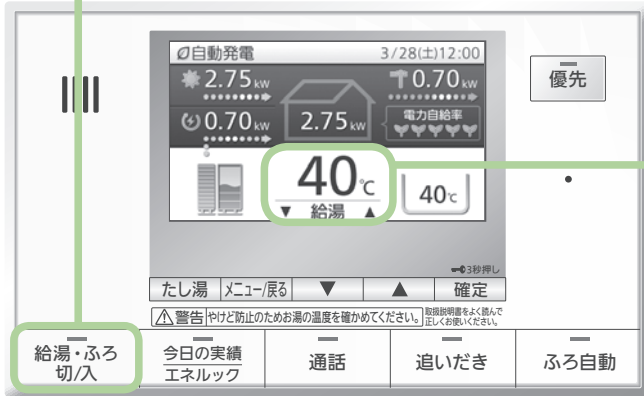 自動発電 3/28(土)12:00
2.75kw 0.70kw
優先
0.70kw 2.75kw 電力自給率
40℃ 40℃
▼ 給湯 ▲
3秒押し
たし湯 メニュー/戻る ▼ ▲ 確定
警告 やけど防止のためお湯の温度を確かめてください。 取扱説明書をよく読んで
正しくお使いください。
給湯・ふろ
切/入
今日の実績
エネルック
通話
追いだき
ふろ自動